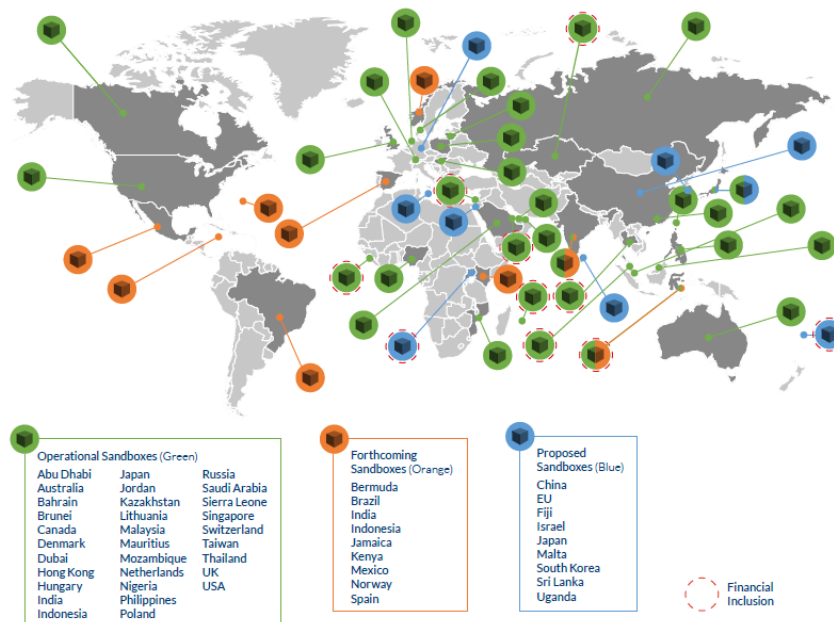 Operational Sandboxes (Green)
Abu Dhabi
Australia
Bahrain
Brunei
Canada
Denmark
Dubai
Hong Kong
Hungary
India
Indonesia
Japan
Jordan
Kazakhstan
Lithuania
Malaysia
Mauritius
Mozambique
Netherlands
Nigeria
Philippines
Poland
Russia
Saudi Arabia
Sierra Leone
Singapore
Switzerland
Taiwan
Thailand
UK
USA
Forthcoming
Sandboxes (Orange)
Bermuda
Brazil
India
Indonesia
Jamaica
Kenya
Mexico
Norway
Spain
Proposed
Sandboxes (Blue)
China
EU
Fiji
Israel
Japan
Malta
South Korea
Sri Lanka
Uganda
Financial
Inclusion